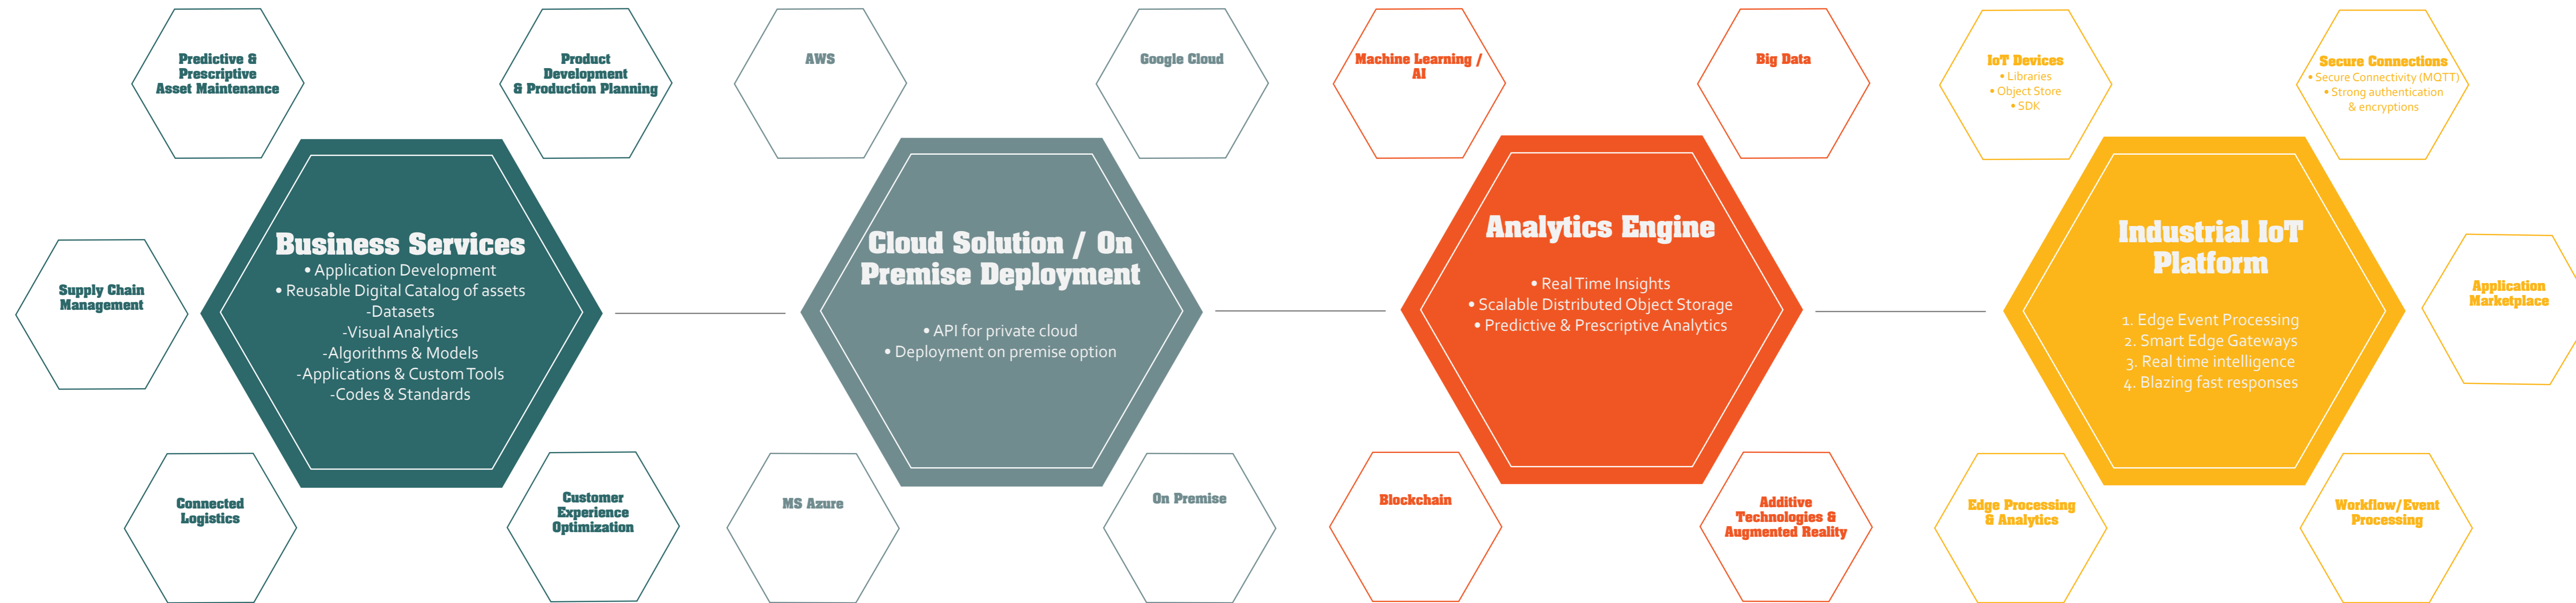 Predictive &
Prescriptive
Asset Maintenance
Product
Development
& Production Planning
Supply Chain
Management
Business Services
• Application Development
• Reusable Digital Catalog of assets
-Datasets
-Visual Analytics
-Algorithms & Models
-Applications & Custom Tools
-Codes & Standards
Connected
Logistics
Customer
Experience
Optimization
AWS
Google Cloud
Cloud Solution / On
Premise Deployment
• API for private cloud
• Deployment on premise option
MS Azure
On Premise
Machine Learning /
AI
Big Data
Analytics Engine
• Real Time Insights
• Scalable Distributed Object Storage
• Predictive & Prescriptive Analytics
Blockchain
Additive
Technologies &
Augmented Reality
IoT Devices
• Libraries
• Object Store
• SDK
Secure Connections
• Secure Connectivity (MQTT)
• Strong authentication
& encryptions
Industrial IoT
Platform
1. Edge Event Processing
2. Smart Edge Gateways
3. Real time intelligence
4. Blazing fast responses
Application
Marketplace
Edge Processing
& Analytics
Workflow/Event
Processing